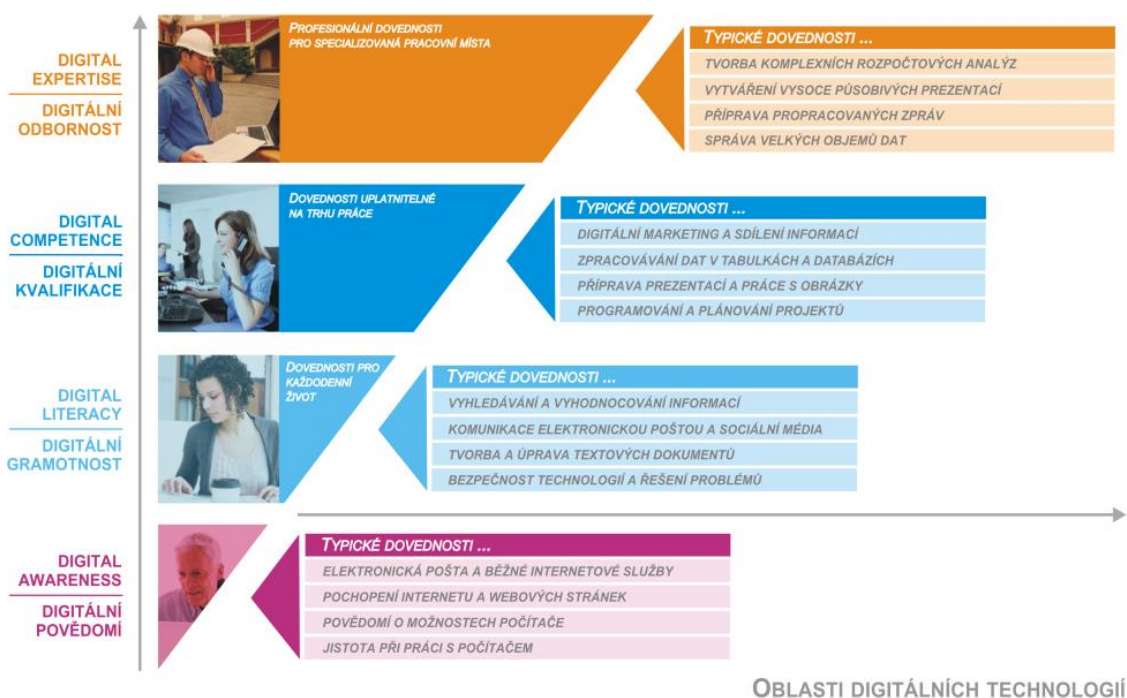 DIGITAL
EXPERTISE
DIGITÁLNÍ
ODBORNOST
PROFESIONÁLNÍ DOVEDNOSTI
PRO SPECIALIZOVANÁ PRACOVNÍ MÍSTA
TYPICKÉ DOVEDNOSTI ...
TVORBA KOMPLEXNÍCH ROZPOČTOVÝCH ANALÝZ
VYTVÁŘENÍ VYSOCE PŮSOBIVÝCH PREZENTACÍ
PŘÍPRAVA PROPRACOVANÝCH ZPRÁV
SPRÁVA VELKÝCH OBJEMŮ DAT
DIGITAL
COMPETENCE
DIGITÁLNÍ
KVALIFIKACE
DOVEDNOSTI UPLATNITELNÉ
NA TRHU PRÁCE
TYPICKÉ DOVEDNOSTI ...
DIGITÁLNÍ MARKETING A SDÍLENÍ INFORMACÍ
ZPRACOVÁVÁNÍ DAT V TABULKÁCH A DATABÁZÍCH
PŘÍPRAVA PREZENTACÍ A PRÁCE S OBRÁZKY
PROGRAMOVÁNÍ A PLÁNOVÁNÍ PROJEKTŮ
DIGITAL
LITERACY
DIGITÁLNÍ
GRAMOTNOST
DOVEDNOSTI PRO
KAŽDODENNÍ
ŽIVOT
TYPICKÉ DOVEDNOSTI ...
VYHLEDÁVÁNÍ A VYHODNOCOVÁNÍ INFORMACÍ
KOMUNIKACE ELEKTRONICKOU POŠTOU A SOCIÁLNÍ MÉDIA
TVORBA A ÚPRAVA TEXTOVÝCH DOKUMENTŮ
BEZPEČNOST TECHNOLOGIÍ A ŘEŠENÍ PROBLÉMŮ
DIGITAL
AWARENESS
DIGITÁLNÍ
POVĚDOMÍ
TYPICKÉ DOVEDNOSTI ...
ELEKTRONICKÁ POŠTA A BĚŽNÉ INTERNETOVÉ SLUŽBY
POCHOPENÍ INTERNETU A WEBOVÝCH STRÁNEK
POVĚDOMÍ O MOŽNOSTECH POČÍTAČE
JISTOTA PŘI PRÁCI S POČÍTAČEM
OBLASTI DIGITÁLNÍCH TECHNOLOGIÍ